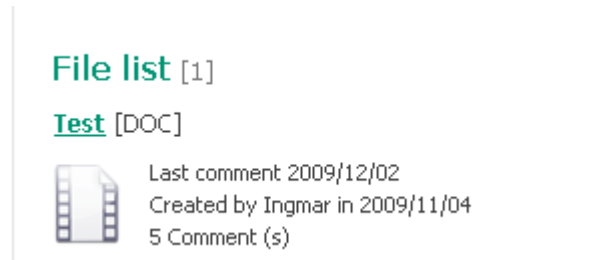 File list [1]
Test [DOC]
Last comment 2009/12/02
Created by Ingmar in 2009/11/04
5 Comment (s)